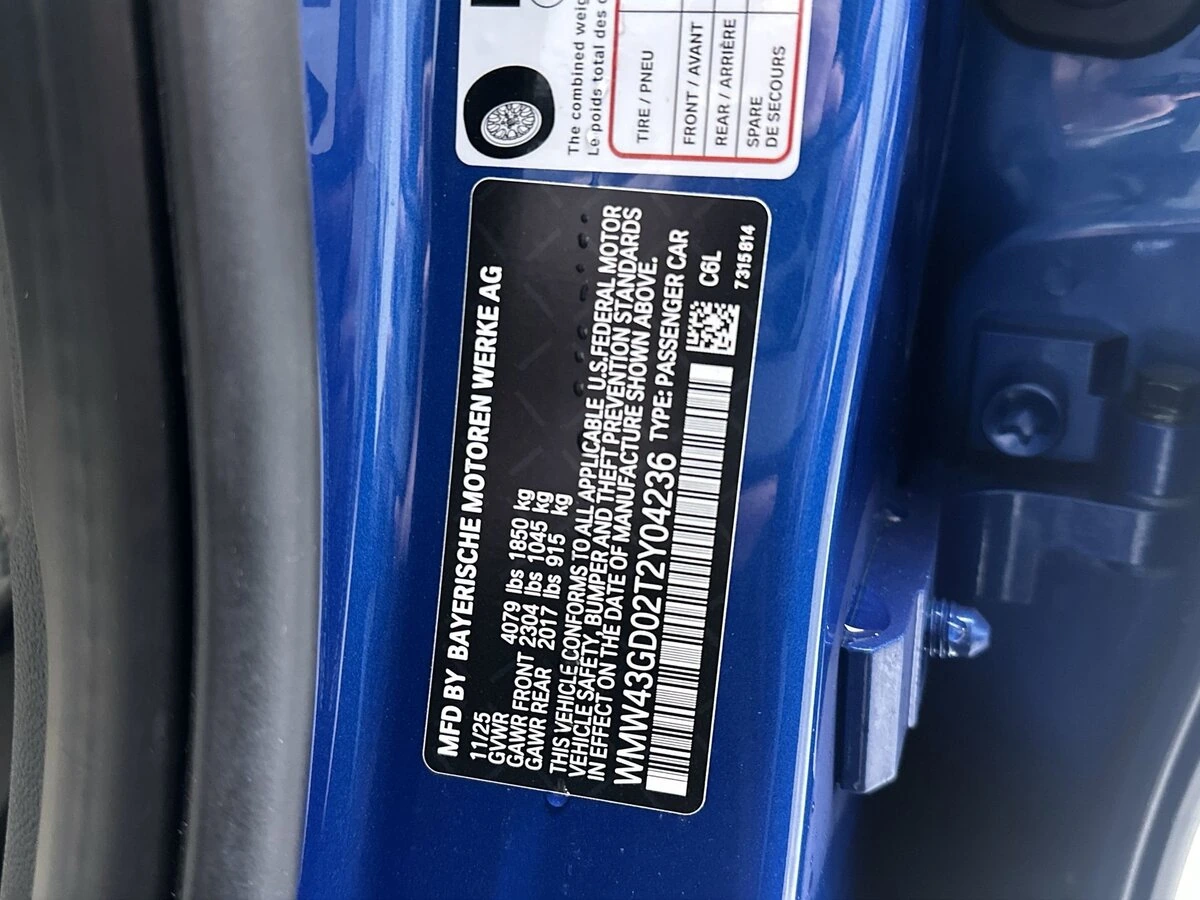 The combined weig
Le poids total des o
TIRE / PNEU
FRONT / AVANT
REAR / ARRIÈRE
SPARE
DE SECOURS
MFD BY BAYERISCHE MOTOREN WERKE AG
11/25
GVWR 4079 lbs 1850 kg
GAWR FRONT 2304 lbs 1045 kg
GAWR REAR 2017 lbs 915 kg
THIS VEHICLE CONFORMS TO ALL APPLICABLE U.S.FEDERAL MOTOR
VEHICLE SAFETY, BUMPER AND THEFT PREVENTION STANDARDS
IN EFFECT ON THE DATE OF MANUFACTURE SHOWN ABOVE.
WMW43GD02T2Y04236 TYPE: PASSENGER CAR
C6L
7315814